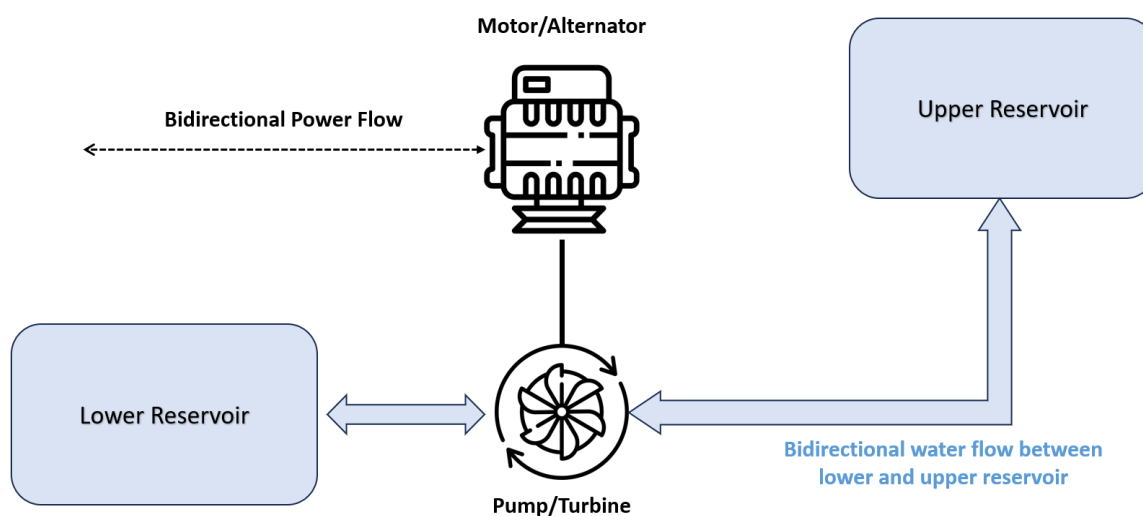 Motor/Alternator
Upper Reservoir
Bidirectional Power Flow
Lower Reservoir
Bidirectional water flow between
lower and upper reservoir
Pump/Turbine